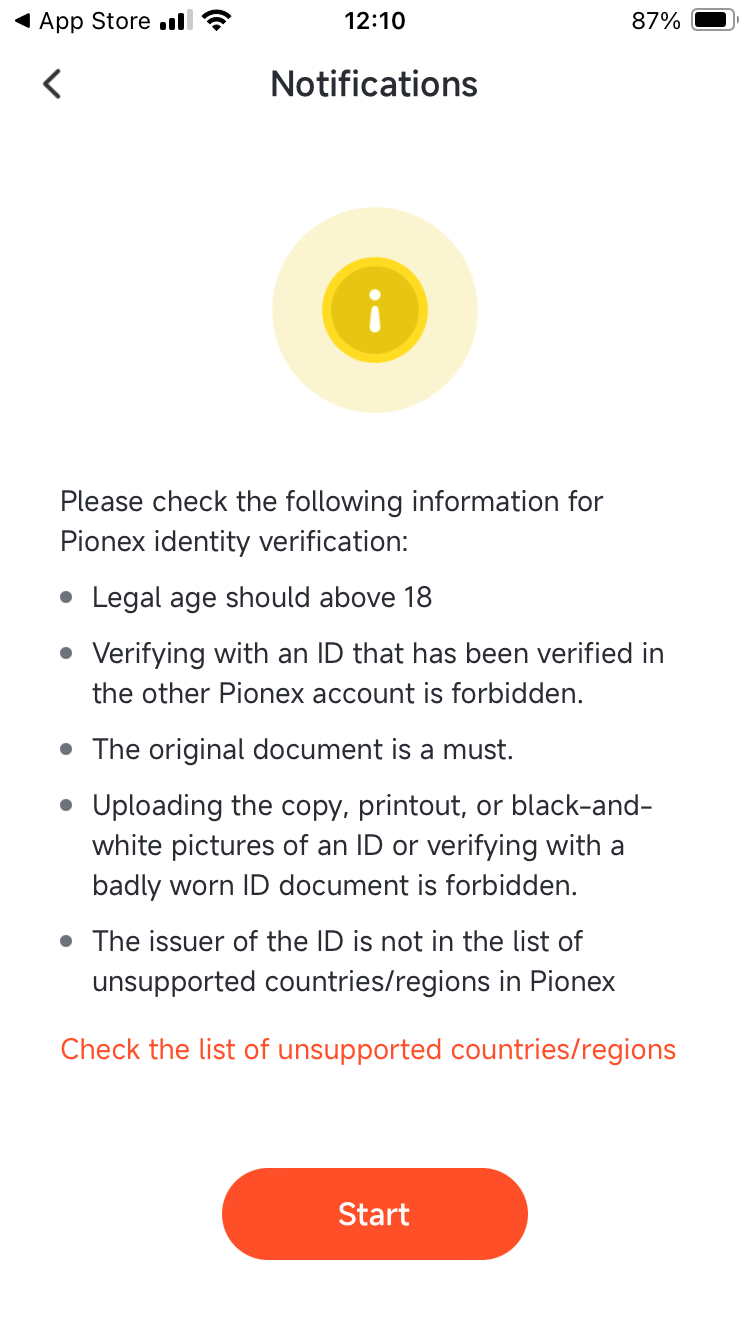 App Store 12:10 87%
Notifications
Please check the following information for
Pionex identity verification:
Legal age should above 18
Verifying with an ID that has been verified in
the other Pionex account is forbidden.
The original document is a must.
Uploading the copy, printout, or black-and-
white pictures of an ID or verifying with a
badly worn ID document is forbidden.
The issuer of the ID is not in the list of
unsupported countries/regions in Pionex
Check the list of unsupported countries/regions
Start